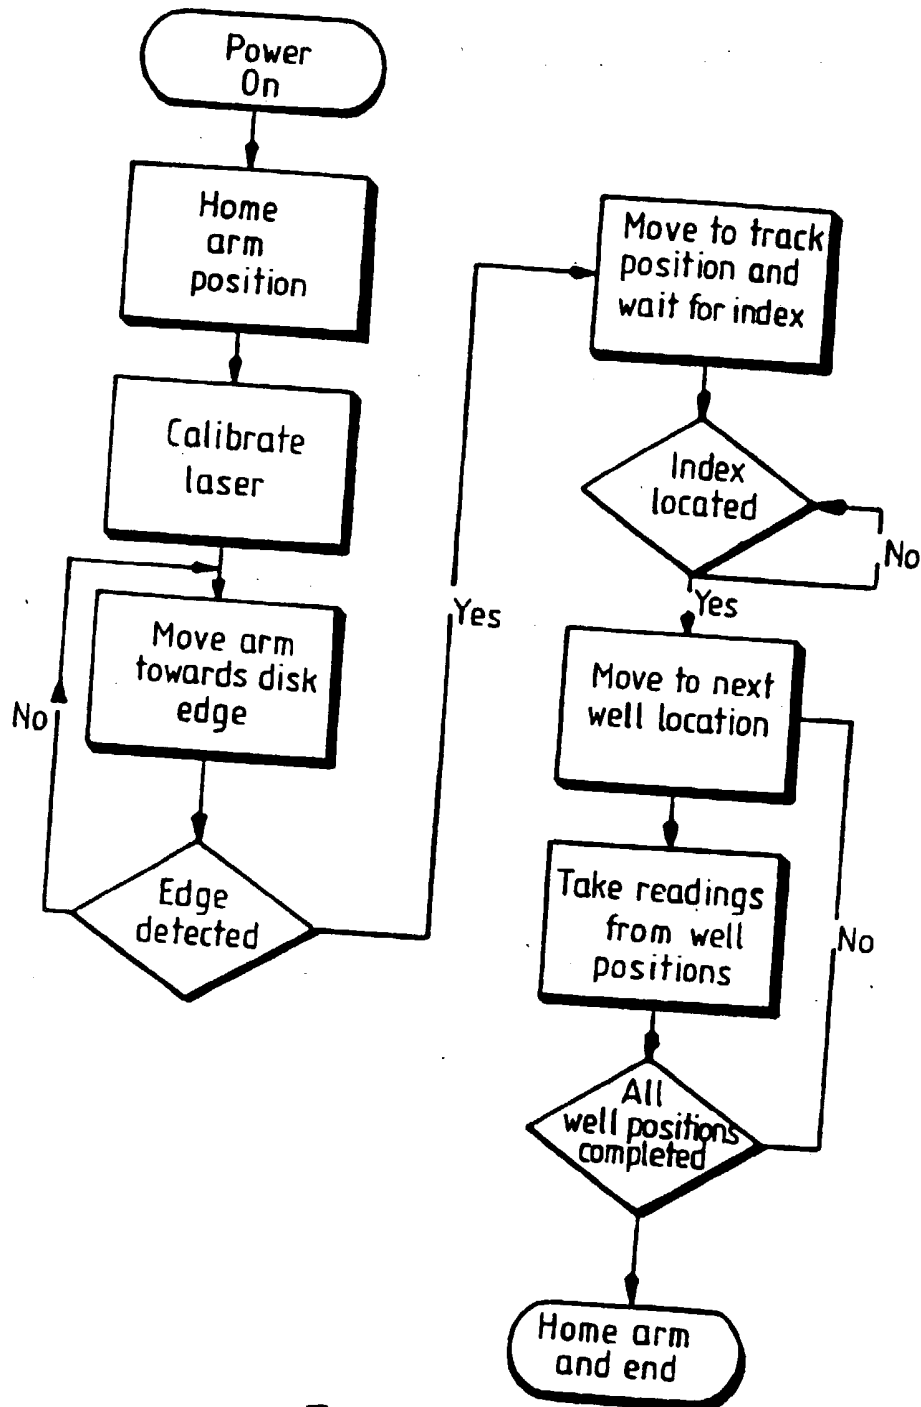 Power
On
Home
arm
position
Calibrate
laser
Move arm
towards disk
edge
No
Edge
detected
Yes
Move to track
position and
wait for index
Index
located
No
Yes
Move to next
well location
Take readings
from well
positions
No
All
well positions
completed
Home arm
and end